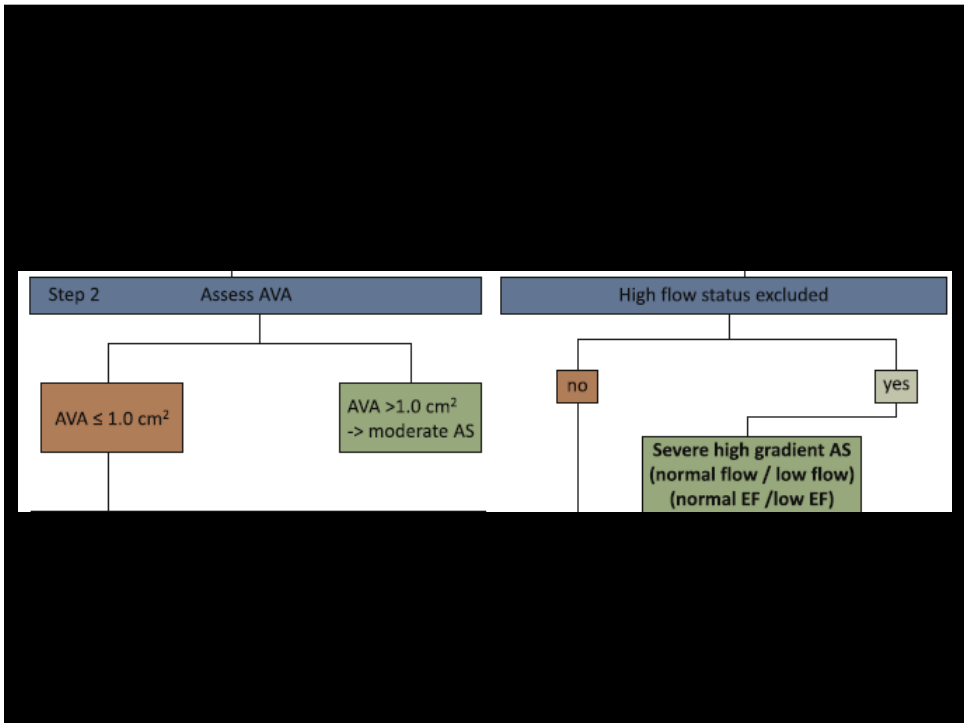 Step 2 Assess AVA
High flow status excluded
no
yes
AVA ≤ 1.0 cm²
AVA >1.0 cm²
-> moderate AS
Severe high gradient AS
(normal flow / low flow)
(normal EF /low EF)